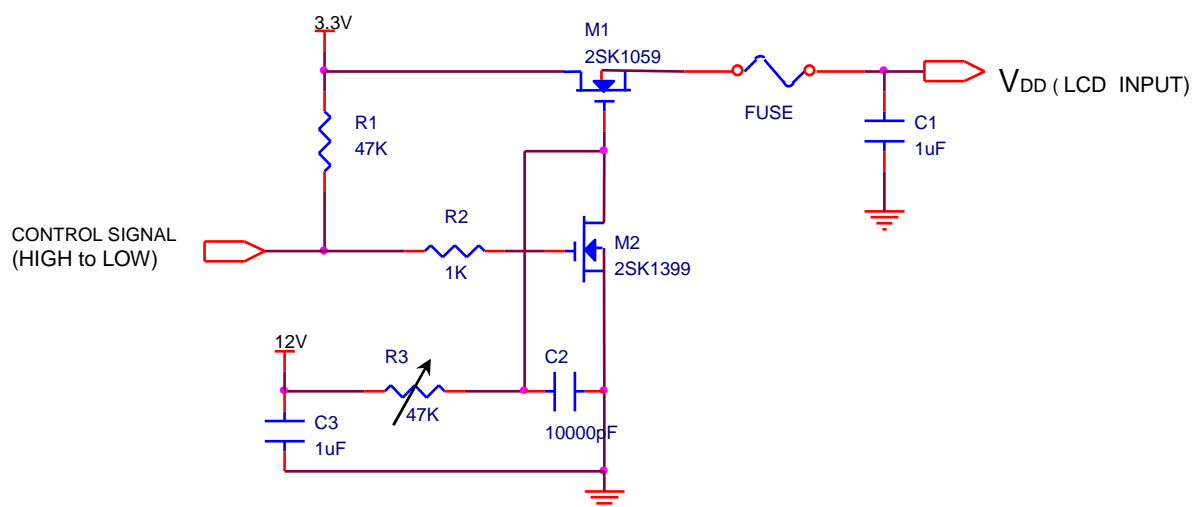 3.3V
M1
2SK1059
FUSE
VDD ( LCD INPUT)
R1
47K
C1
1uF
CONTROL SIGNAL
(HIGH to LOW)
R2
1K
M2
2SK1399
12V
R3
47K
C2
10000pF
C3
1uF